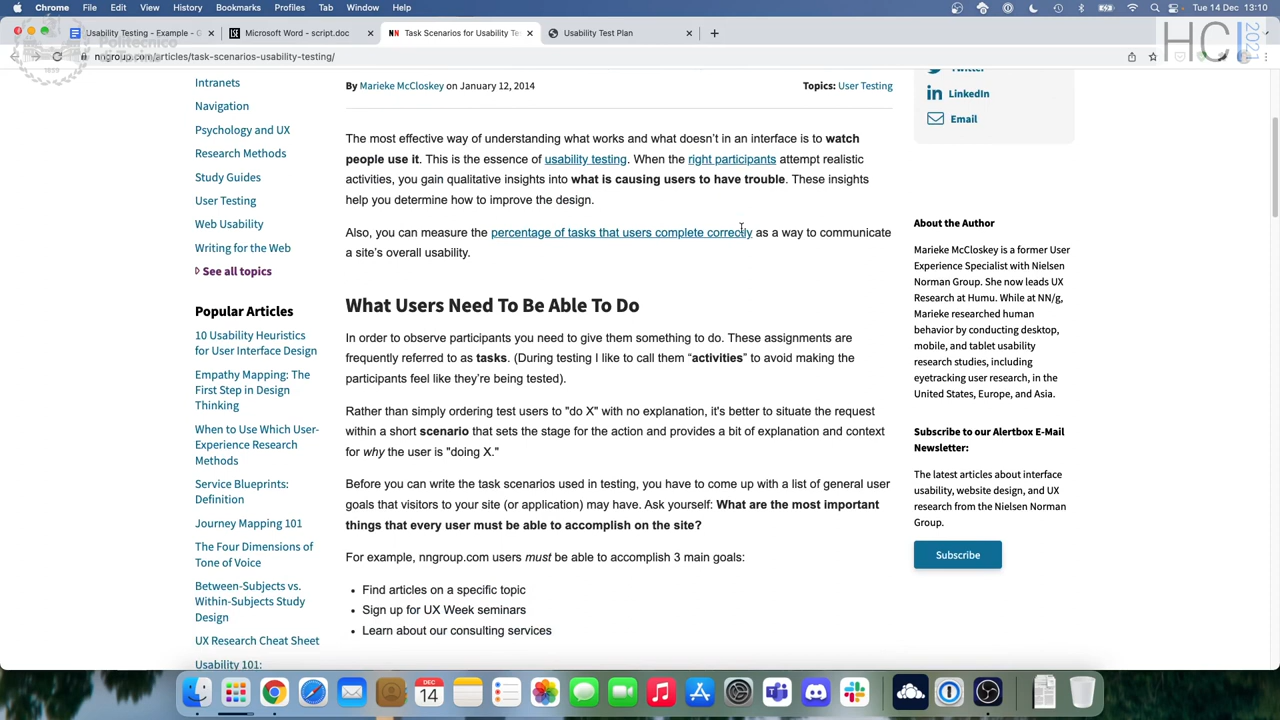 Chrome File Edit View History Bookmarks Profiles Tab Window Help
Tue 14 Dec 13:10
Usability Testing - Example - G
Microsoft Word - script.doc
NN Task Scenarios for Usability Te
Usability Test Plan
HCI 2021
Politecnico
di Torino
1859
nngroup.com/articles/task-scenarios-usability-testing/
Intranets
Navigation
Psychology and UX
Research Methods
Study Guides
User Testing
Web Usability
Writing for the Web
See all topics
Popular Articles
10 Usability Heuristics
for User Interface Design
Empathy Mapping: The
First Step in Design
Thinking
When to Use Which User-
Experience Research
Methods
Service Blueprints:
Definition
Journey Mapping 101
The Four Dimensions of
Tone of Voice
Between-Subjects vs.
Within-Subjects Study
Design
UX Research Cheat Sheet
Usability 101:
By Marieke McCloskey on January 12, 2014
Topics: User Testing
The most effective way of understanding what works and what doesn’t in an interface is to watch
people use it. This is the essence of usability testing. When the right participants attempt realistic
activities, you gain qualitative insights into what is causing users to have trouble. These insights
help you determine how to improve the design.
Also, you can measure the percentage of tasks that users complete correctly as a way to communicate
a site’s overall usability.
What Users Need To Be Able To Do
In order to observe participants you need to give them something to do. These assignments are
frequently referred to as tasks. (During testing I like to call them “activities” to avoid making the
participants feel like they’re being tested).
Rather than simply ordering test users to "do X" with no explanation, it's better to situate the request
within a short scenario that sets the stage for the action and provides a bit of explanation and context
for why the user is "doing X."
Before you can write the task scenarios used in testing, you have to come up with a list of general user
goals that visitors to your site (or application) may have. Ask yourself: What are the most important
things that every user must be able to accomplish on the site?
For example, nngroup.com users must be able to accomplish 3 main goals:
• Find articles on a specific topic
• Sign up for UX Week seminars
• Learn about our consulting services
Twitter
LinkedIn
Email
About the Author
Marieke McCloskey is a former User
Experience Specialist with Nielsen
Norman Group. She now leads UX
Research at Humu. While at NN/g,
Marieke researched human
behavior by conducting desktop,
mobile, and tablet usability
research studies, including
eyetracking user research, in the
United States, Europe, and Asia.
Subscribe to our Alertbox E-Mail
Newsletter:
The latest articles about interface
usability, website design, and UX
research from the Nielsen Norman
Group.
Subscribe
DEC
14